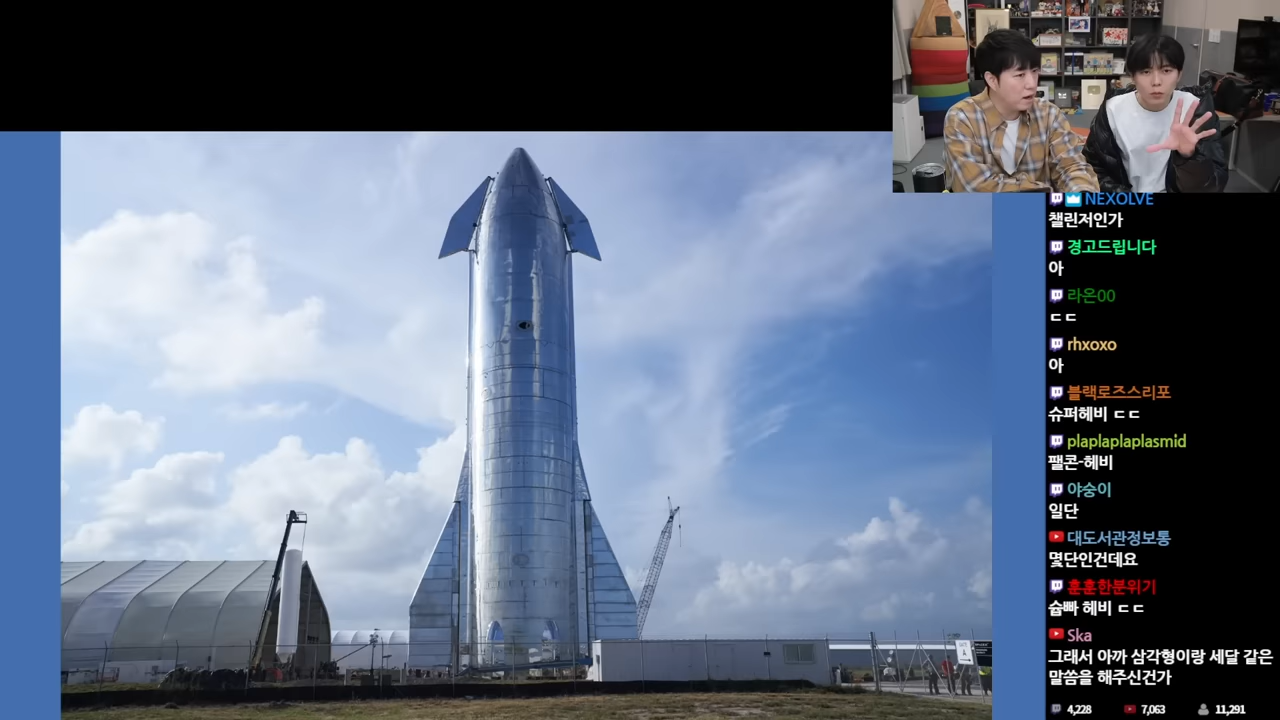 NEXOLVE
챌린저인가
경고드립니다
아
라온00
ㄷㄷ
rhxoxo
아
블랙로즈스리포
슈퍼헤비 ㄷㄷ
plaplaplaplasmid
팰콘-헤비
야숭이
일단
대도서관정보통
몇단인건데요
훈훈한분위기
슙빠 헤비 ㄷㄷ
Ska
그래서 아까 삼각형이랑 세달 같은
말씀을 해주신건가
4,228 7,063 11,291